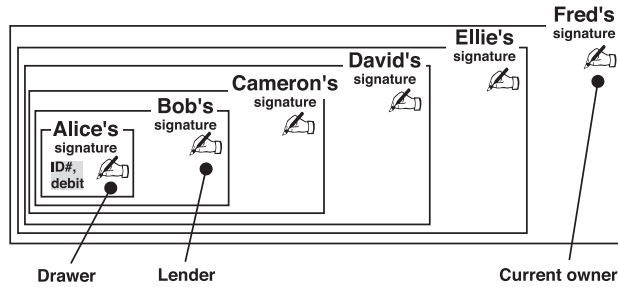 Fred's
signature
Ellie's
signature
David's
signature
Cameron's
signature
Bob's
signature
Alice's
signature
ID#,
debit
Drawer
Lender
Current owner